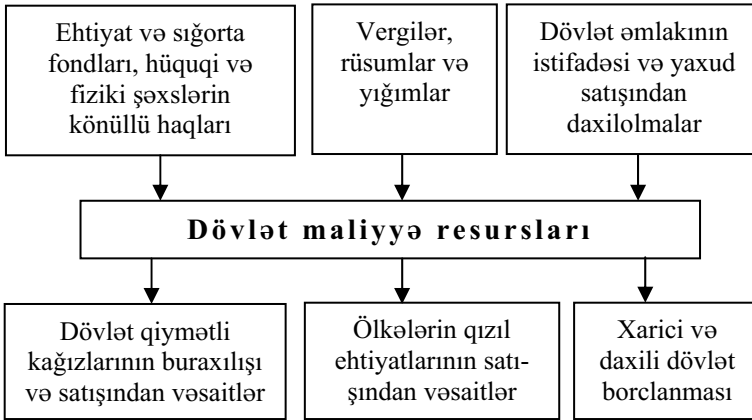 Ehtiyat və sığorta
fondları, hüquqi və
fiziki şəxslərin
könüllü haqları
Vergilər,
rüsumlar və
yığımlar
Dövlət əmlakının
istifadəsi və yaxud
satışından
daxilolmalar
Dövlət maliyyə resursları
Dövlət qiymətli
kağızlarının buraxılışı
və satışından vəsaitlər
Ölkələrin qızıl
ehtiyatlarının satı-
şından vəsaitlər
Xarici və
daxili dövlət
borclanması